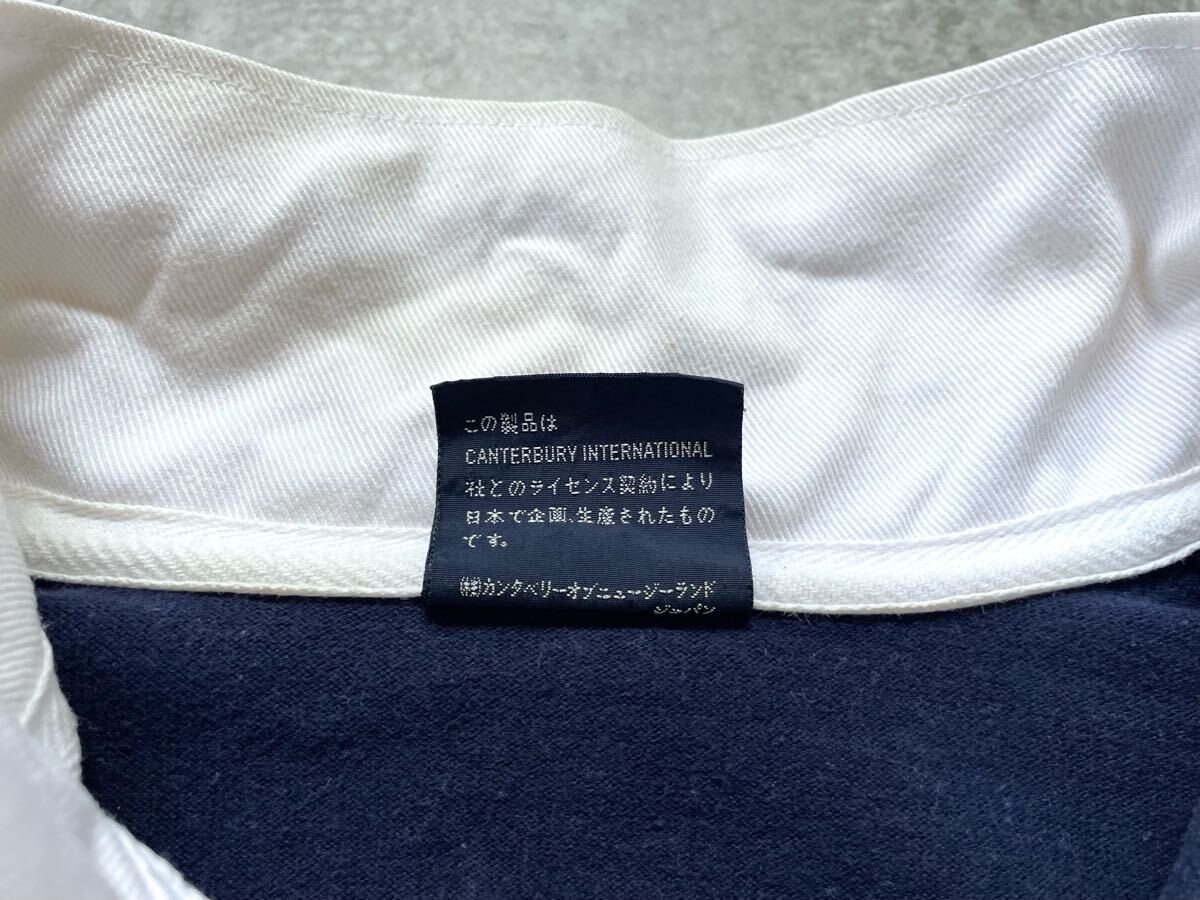 この製品は
CANTERBURY INTERNATIONAL
社とのライセンス契約により
日本で企画、生産されたもの
です。
㈱カンタベリーオブニュージーランド
ジャパン